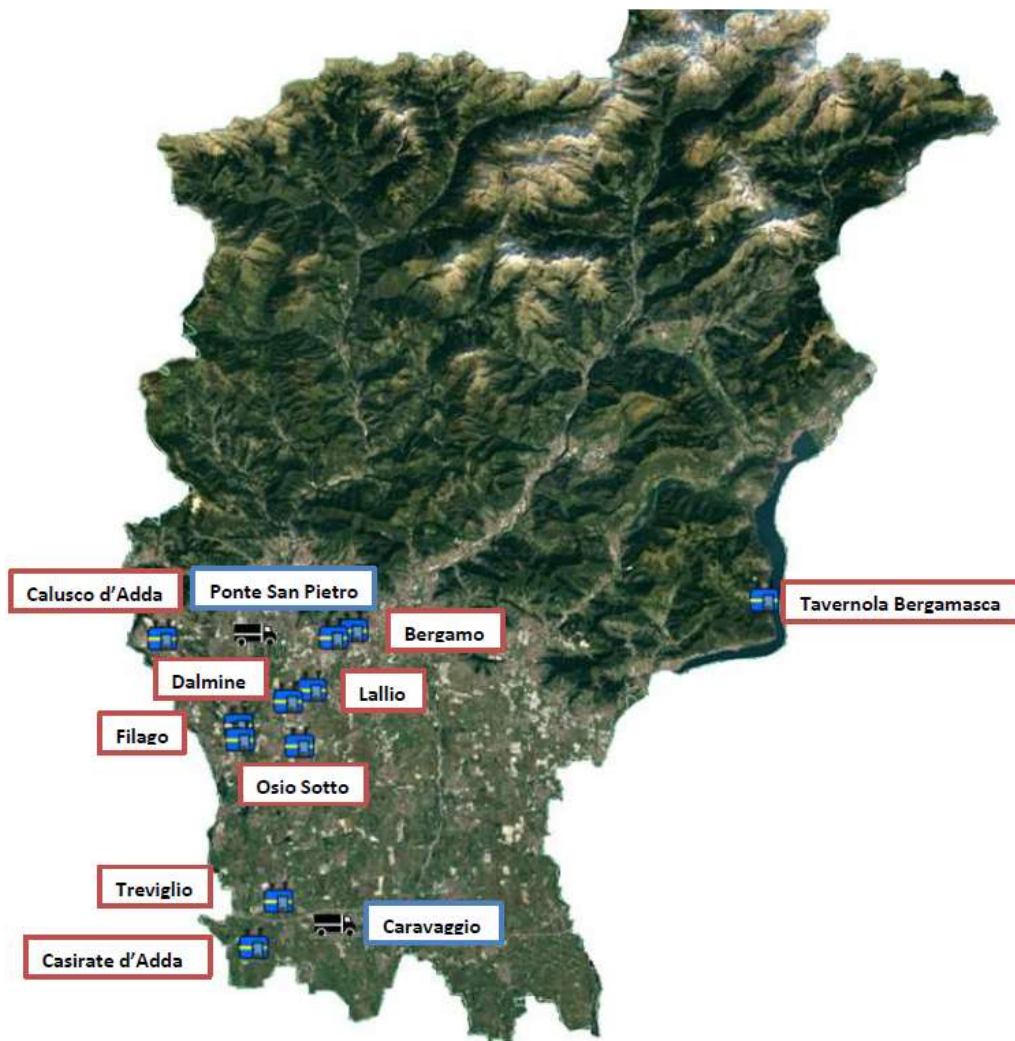 Calusco d’Adda
Ponte San Pietro
Tavernola Bergamasca
Bergamo
Dalmine
Lallio
Filago
Osio Sotto
Treviglio
Caravaggio
Casirate d’Adda